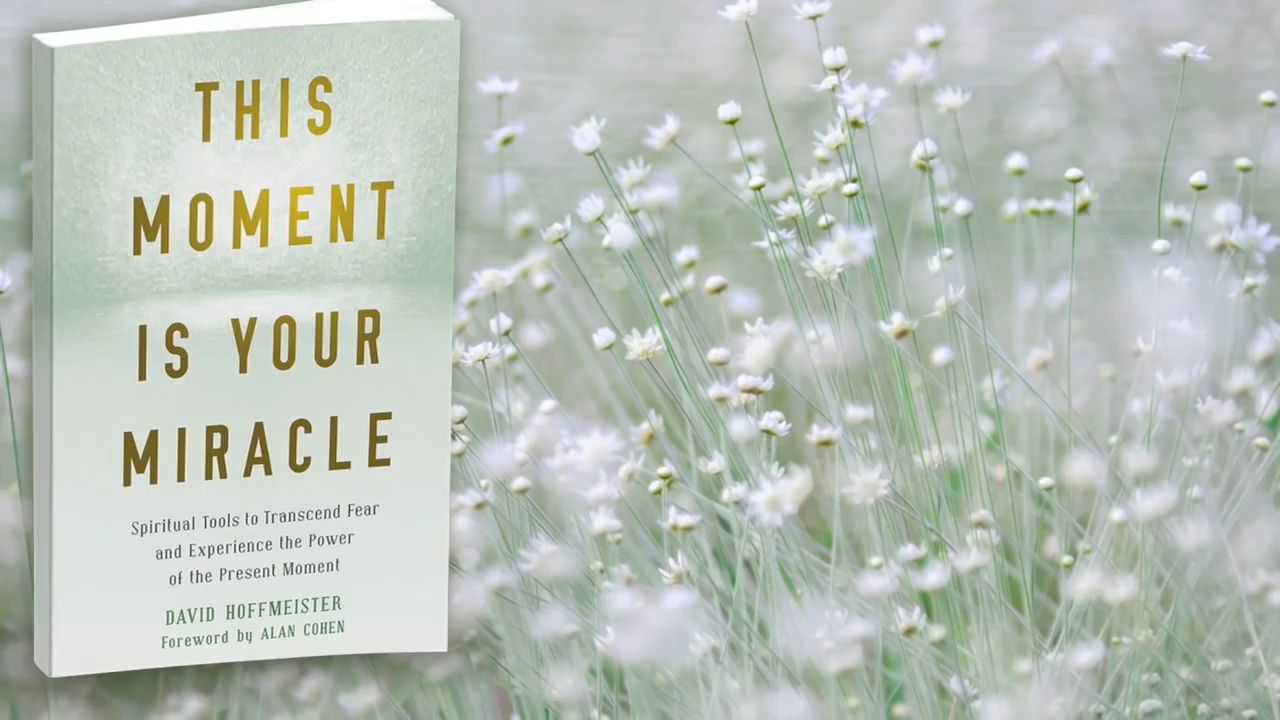 THIS
MOMENT
IS YOUR
MIRACLE
Spiritual Tools to Transcend Fear
and Experience the Power
of the Present Moment
DAVID HOFFMEISTER
Foreword by ALAN COHEN